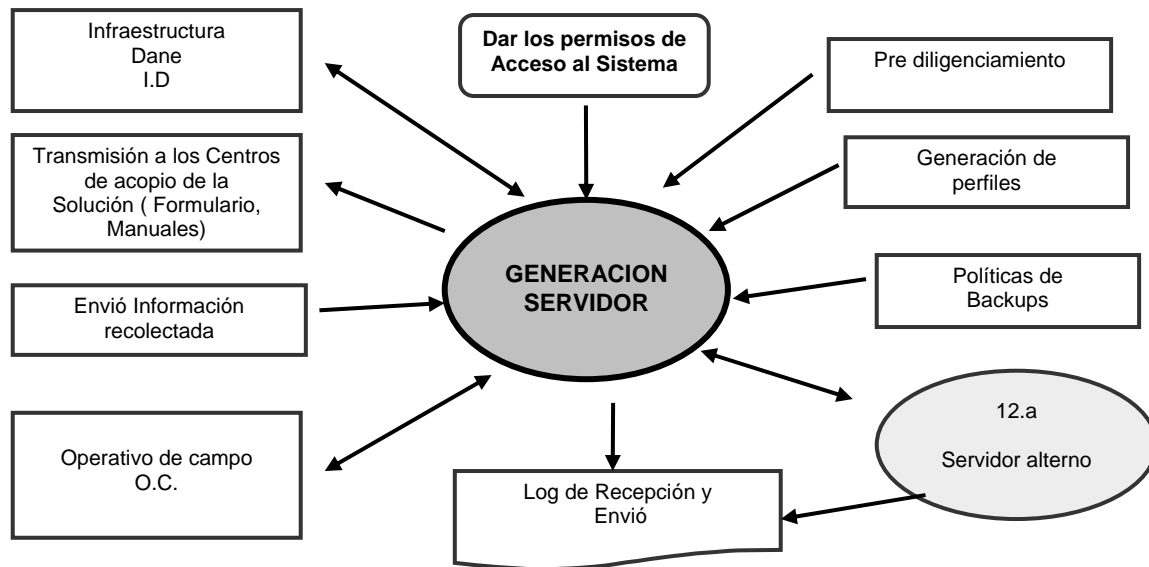 Infraestructura
Dane
I.D
Dar los permisos de
Acceso al Sistema
Pre diligenciamiento
Transmisión a los Centros
de acopio de la
Solución ( Formulario,
Manuales)
Generación de
perfiles
GENERACION
SERVIDOR
Envió Información
recolectada
Políticas de
Backups
Operativo de campo
O.C.
Log de Recepción y
Envió
12.a
Servidor alterno